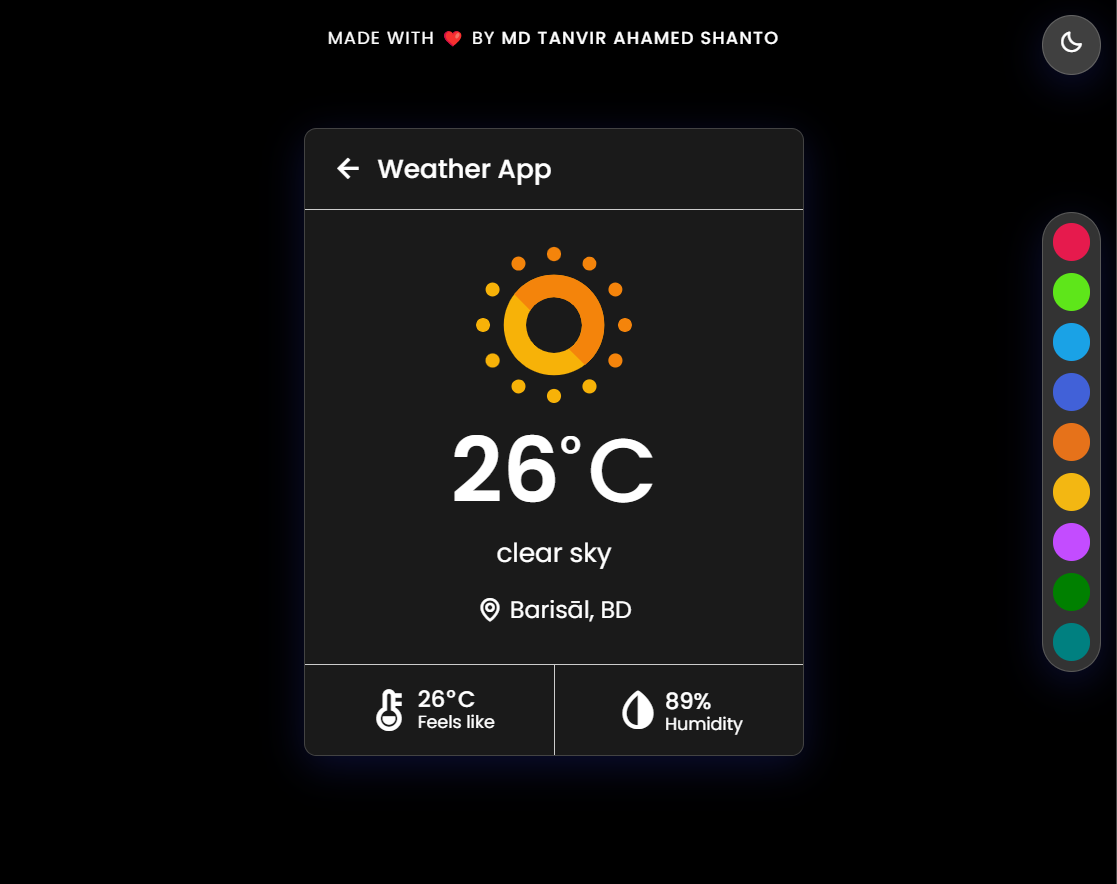 MADE WITH ❤️ BY MD TANVIR AHAMED SHANTO
Weather App
26°C
clear sky
Barisāl, BD
26°C
Feels like
89%
Humidity